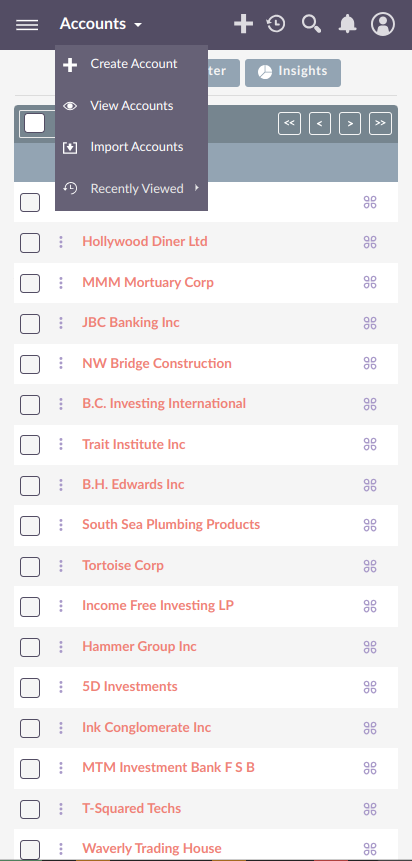 Accounts
Create Account
View Accounts
Import Accounts
Recently Viewed
ter
Insights
<<
<
>
>>
Hollywood Diner Ltd
MMM Mortuary Corp
JBC Banking Inc
NW Bridge Construction
B.C. Investing International
Trait Institute Inc
B.H. Edwards Inc
South Sea Plumbing Products
Tortoise Corp
Income Free Investing LP
Hammer Group Inc
5D Investments
Ink Conglomerate Inc
MTM Investment Bank F S B
T-Squared Techs
Waverly Trading House